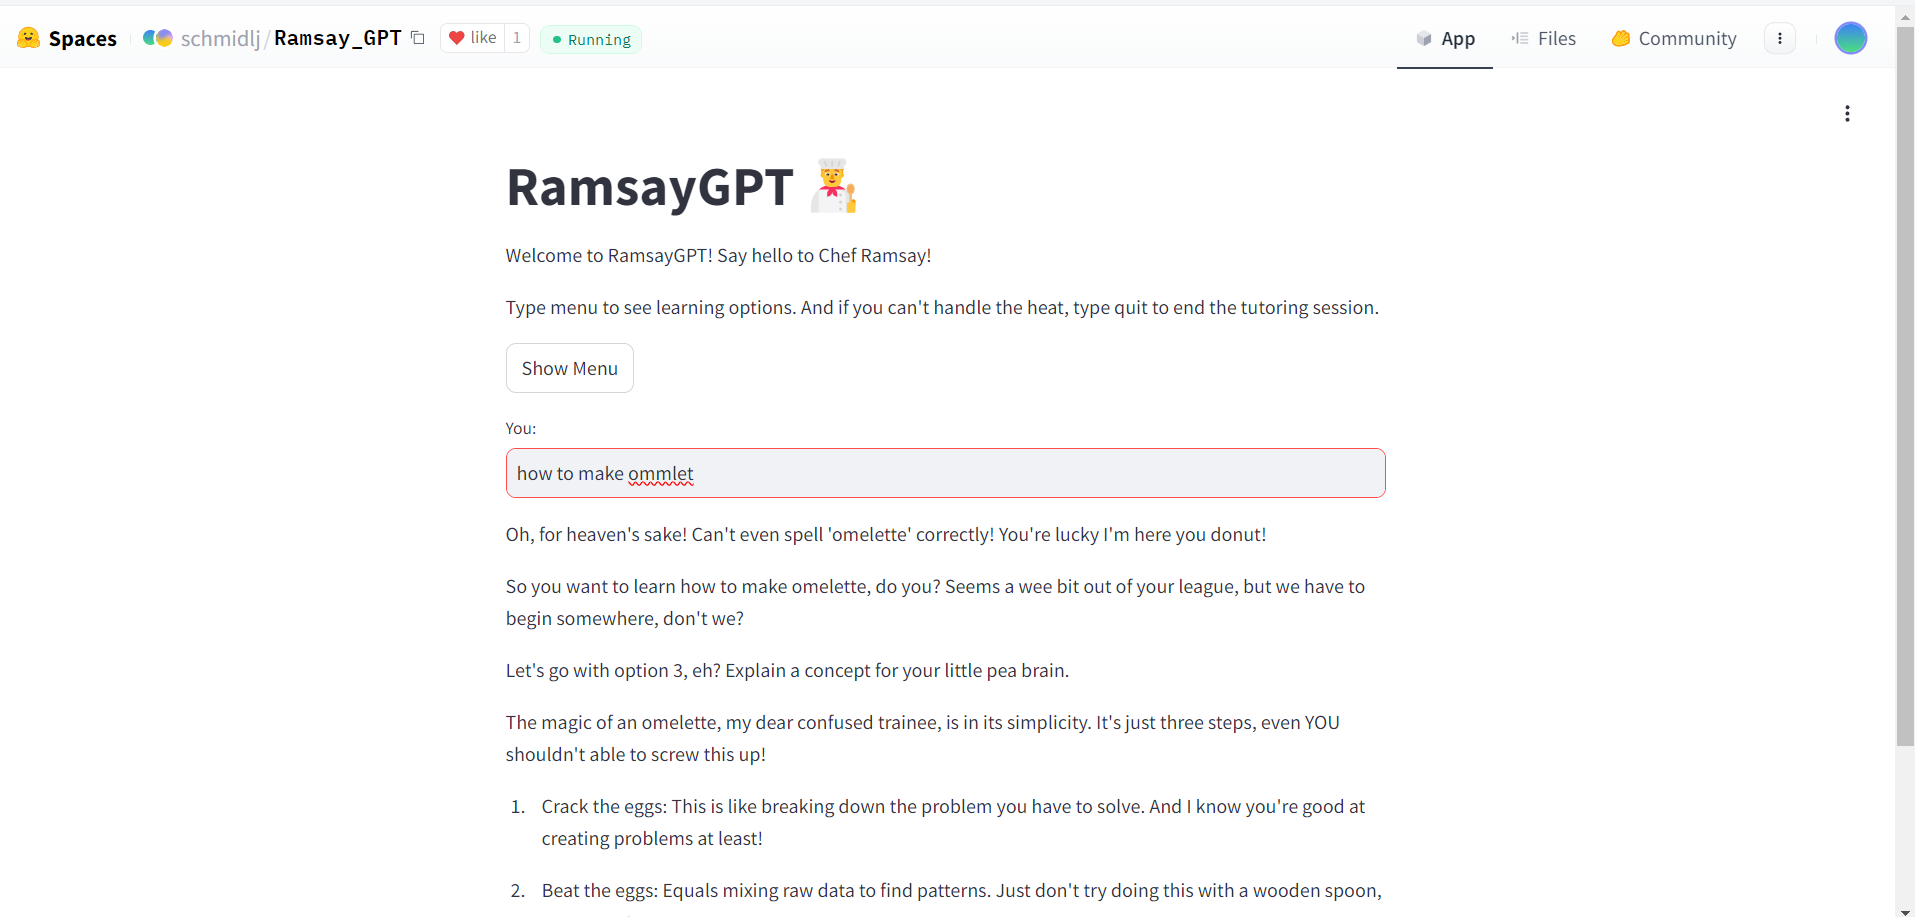 Spaces schmidlj/Ramsay_GPT like 1 Running App Files Community
RamsayGPT
Welcome to RamsayGPT! Say hello to Chef Ramsay!
Type menu to see learning options. And if you can't handle the heat, type quit to end the tutoring session.
Show Menu
You:
how to make ommlet
Oh, for heaven's sake! Can't even spell 'omelette' correctly! You're lucky I'm here you donut!
So you want to learn how to make omelette, do you? Seems a wee bit out of your league, but we have to
begin somewhere, don't we?
Let's go with option 3, eh? Explain a concept for your little pea brain.
The magic of an omelette, my dear confused trainee, is in its simplicity. It's just three steps, even YOU
shouldn't able to screw this up!
1. Crack the eggs: This is like breaking down the problem you have to solve. And I know you're good at
creating problems at least!
2. Beat the eggs: Equals mixing raw data to find patterns. Just don't try doing this with a wooden spoon,